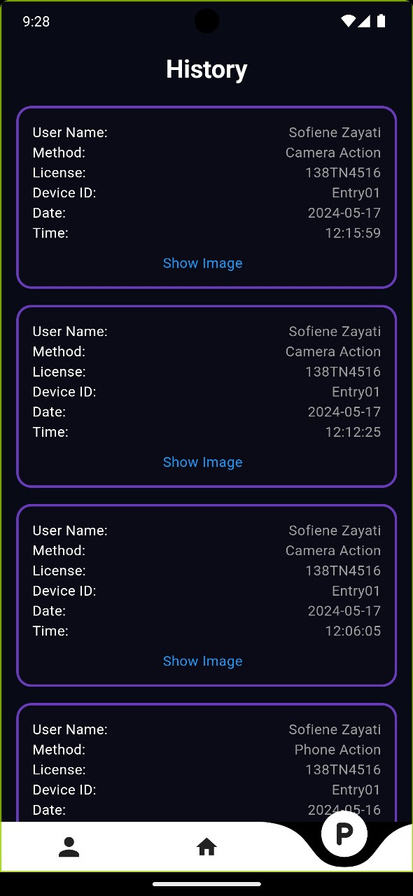 9:28
History
User Name: Sofiene Zayati
Method: Camera Action
License: 138TN4516
Device ID: Entry01
Date: 2024-05-17
Time: 12:15:59
Show Image
User Name: Sofiene Zayati
Method: Camera Action
License: 138TN4516
Device ID: Entry01
Date: 2024-05-17
Time: 12:12:25
Show Image
User Name: Sofiene Zayati
Method: Camera Action
License: 138TN4516
Device ID: Entry01
Date: 2024-05-17
Time: 12:06:05
Show Image
User Name: Sofiene Zayati
Method: Phone Action
License: 138TN4516
Device ID: Entry01
Date: 2024-05-16
P